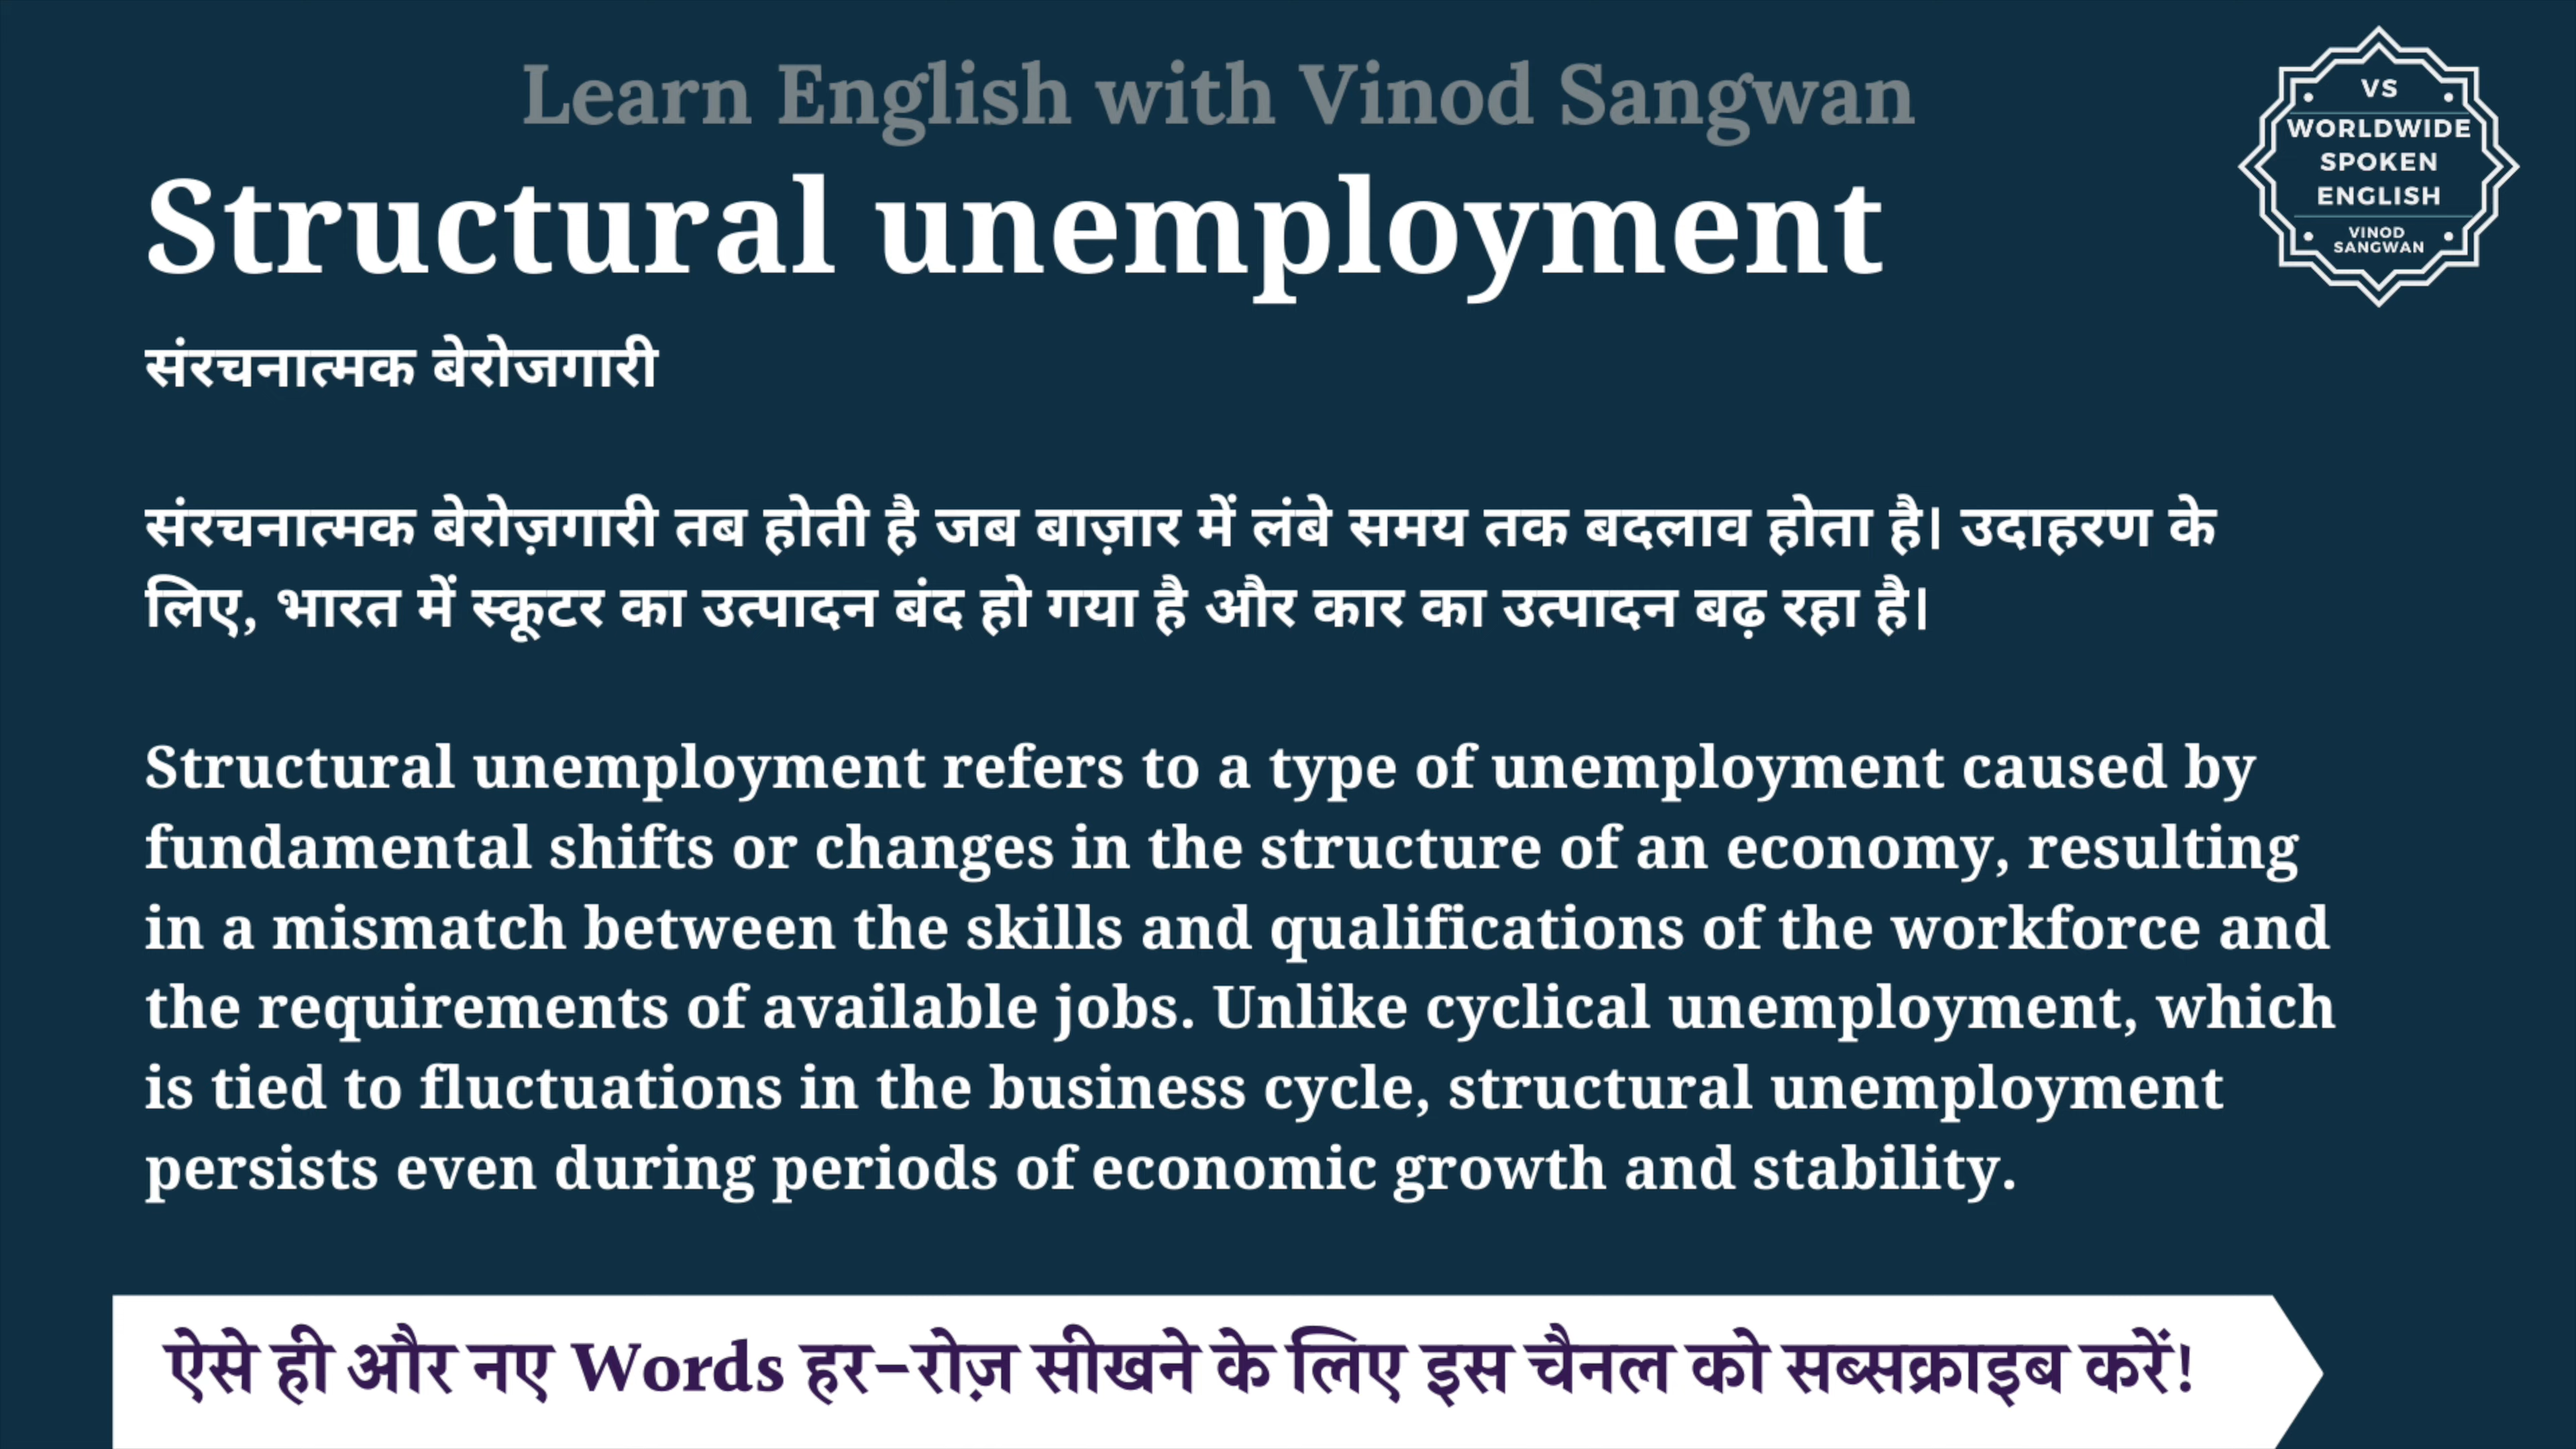 Learn English with Vinod Sangwan
VS
WORLDWIDE
SPOKEN
ENGLISH
VINOD
SANGWAN
Structural unemployment
संरचनात्मक बेरोजगारी
संरचनात्मक बेरोज़गारी तब होती है जब बाज़ार में लंबे समय तक बदलाव होता है। उदाहरण के
लिए, भारत में स्कूटर का उत्पादन बंद हो गया है और कार का उत्पादन बढ़ रहा है।
Structural unemployment refers to a type of unemployment caused by
fundamental shifts or changes in the structure of an economy, resulting
in a mismatch between the skills and qualifications of the workforce and
the requirements of available jobs. Unlike cyclical unemployment, which
is tied to fluctuations in the business cycle, structural unemployment
persists even during periods of economic growth and stability.
ऐसे ही और नए Words हर-रोज़ सीखने के लिए इस चैनल को सब्सक्राइब करें!